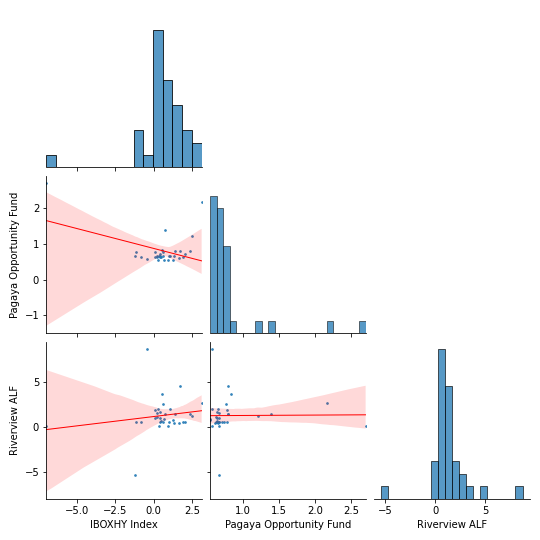 2
1
0
−1
Pagaya Opportunity Fund
5
0
−5
Riverview ALF
−5.0 −2.5 0.0 2.5
IBOXHY Index
1.0 1.5 2.0 2.5
Pagaya Opportunity Fund
−5 0 5
Riverview ALF